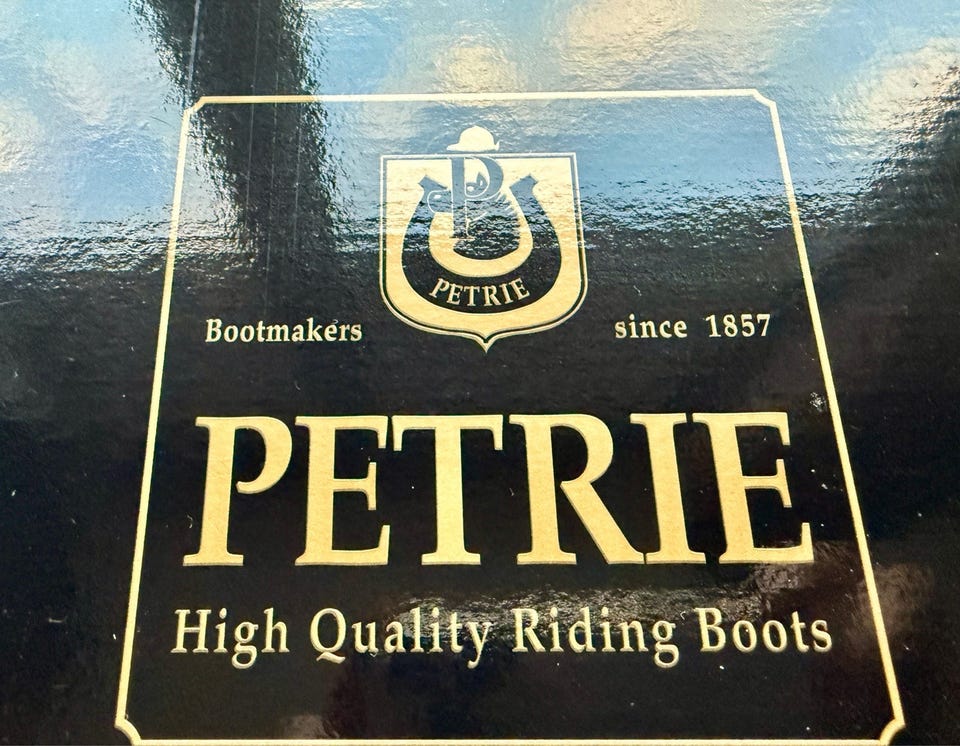 P
PETRIE
Bootmakers since 1857
PETRIE
High Quality Riding Boots